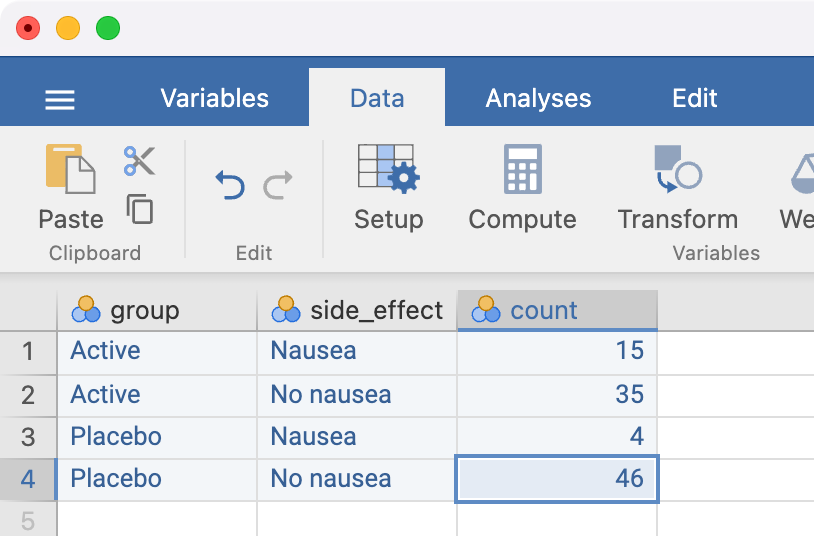 Variables Data Analyses Edit
Paste Setup Compute Transform We
Clipboard Edit Variables
group side_effect count
1 Active Nausea 15
2 Active No nausea 35
3 Placebo Nausea 4
4 Placebo No nausea 46
5